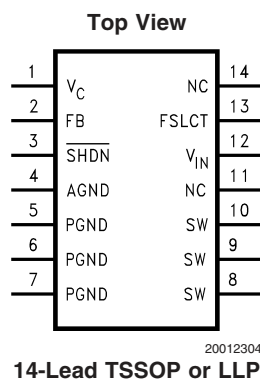 Top View
1 V_C NC 14
2 FB FSLCT 13
3 S̅H̅D̅N̅ V_IN 12
4 AGND NC 11
5 PGND SW 10
6 PGND SW 9
7 PGND SW 8
20012304
14-Lead TSSOP or LLP